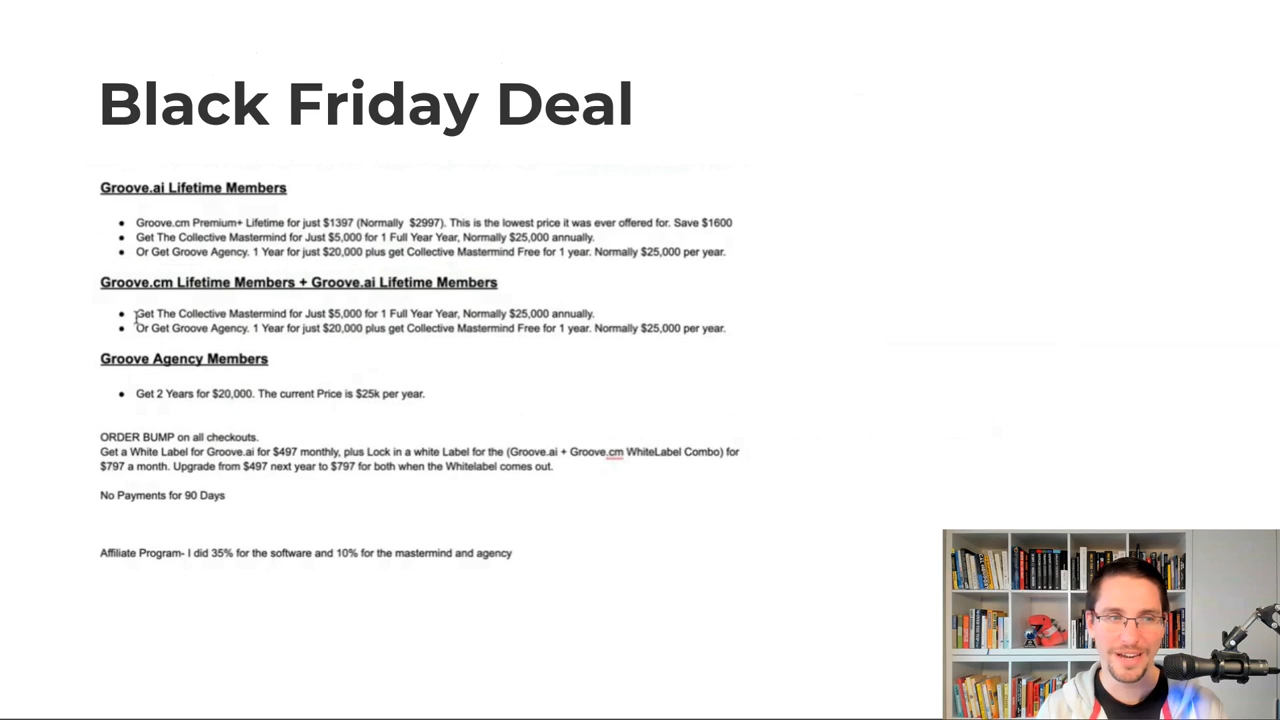 Black Friday Deal
Groove.ai Lifetime Members
• Groove.cm Premium+ Lifetime for just $1397 (Normally $2997). This is the lowest price it was ever offered for. Save $1600
• Get The Collective Mastermind for Just $5,000 for 1 Full Year Year, Normally $25,000 annually.
• Or Get Groove Agency. 1 Year for just $20,000 plus get Collective Mastermind Free for 1 year. Normally $25,000 per year.
Groove.cm Lifetime Members + Groove.ai Lifetime Members
• Get The Collective Mastermind for Just $5,000 for 1 Full Year Year, Normally $25,000 annually.
• Or Get Groove Agency. 1 Year for just $20,000 plus get Collective Mastermind Free for 1 year. Normally $25,000 per year.
Groove Agency Members
• Get 2 Years for $20,000. The current Price is $25k per year.
ORDER BUMP on all checkouts.
Get a White Label for Groove.ai for $497 monthly, plus Lock in a white Label for the (Groove.ai + Groove.cm WhiteLabel Combo) for
$797 a month. Upgrade from $497 next year to $797 for both when the Whitelabel comes out.
No Payments for 90 Days
Affiliate Program- I did 35% for the software and 10% for the mastermind and agency